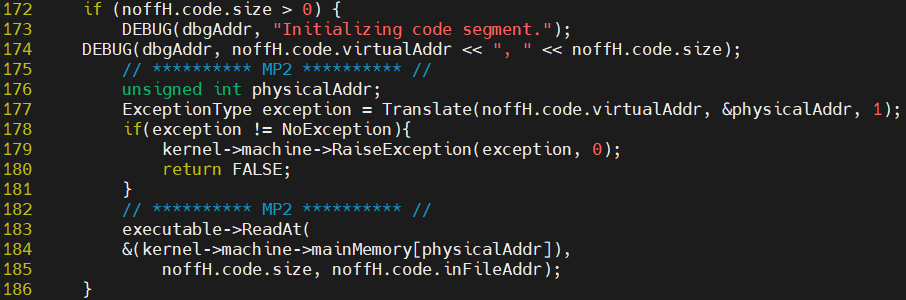 172     if (noffH.code.size > 0) {
173         DEBUG(dbgAddr, "Initializing code segment.");
174     DEBUG(dbgAddr, noffH.code.virtualAddr << ", " << noffH.code.size);
175         // ********** MP2 ********** //
176         unsigned int physicalAddr;
177         ExceptionType exception = Translate(noffH.code.virtualAddr, &physicalAddr, 1);
178         if(exception != NoException){
179             kernel->machine->RaiseException(exception, 0);
180             return FALSE;
181         }
182         // ********** MP2 ********** //
183         executable->ReadAt(
184         &(kernel->machine->mainMemory[physicalAddr]),
185             noffH.code.size, noffH.code.inFileAddr);
186     }